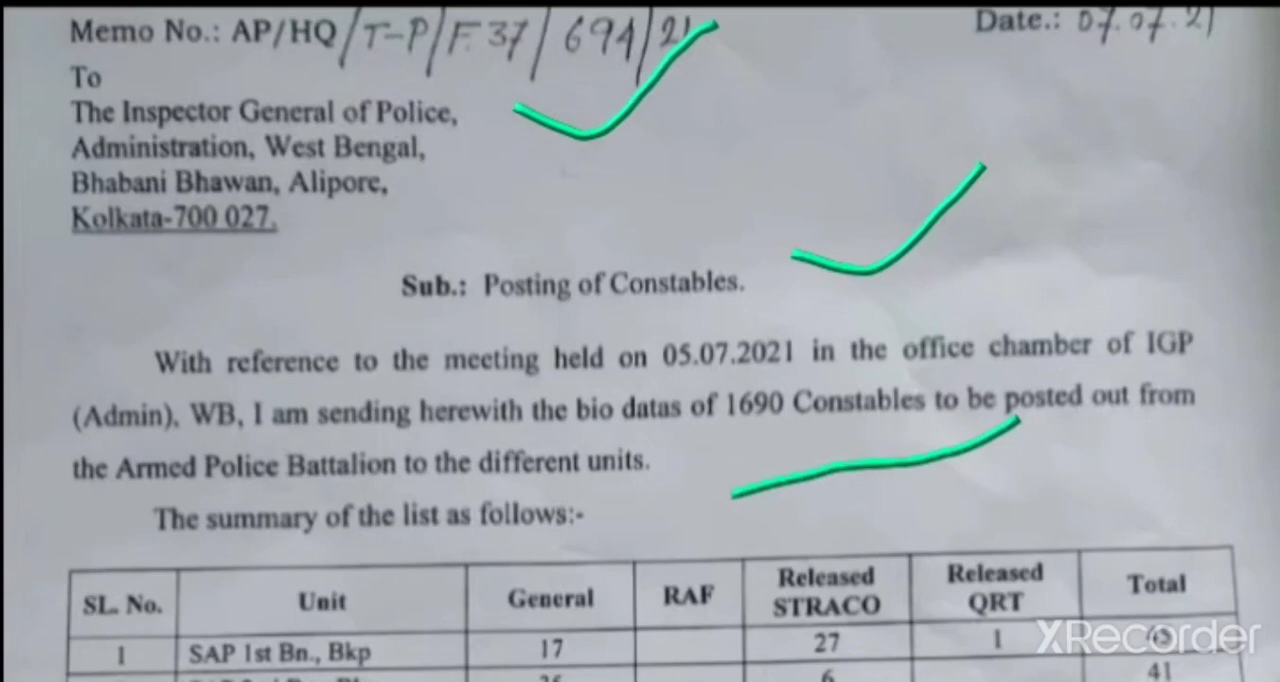 Memo No.: AP/HQ/T-P/F.37/694/21 Date.: 07.07.21
To
The Inspector General of Police,
Administration, West Bengal,
Bhabani Bhawan, Alipore,
Kolkata-700 027.
Sub.: Posting of Constables.
With reference to the meeting held on 05.07.2021 in the office chamber of IGP
(Admin), WB, I am sending herewith the bio datas of 1690 Constables to be posted out from
the Armed Police Battalion to the different units.
The summary of the list as follows:-
SL. No. Unit General RAF Released STRACO Released QRT Total
1 SAP 1st Bn., Bkp 17 27 1 45
6 41
XRecorder